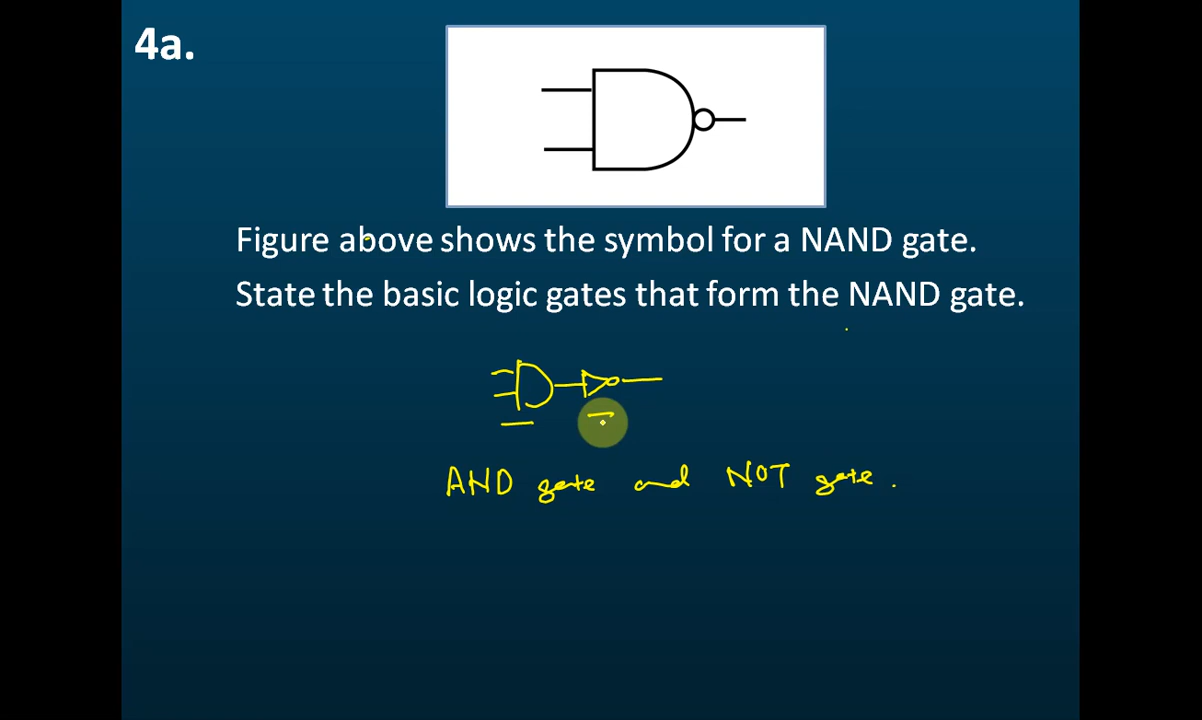 4a.
Figure above shows the symbol for a NAND gate.
State the basic logic gates that form the NAND gate.
AND gate and NOT gate.